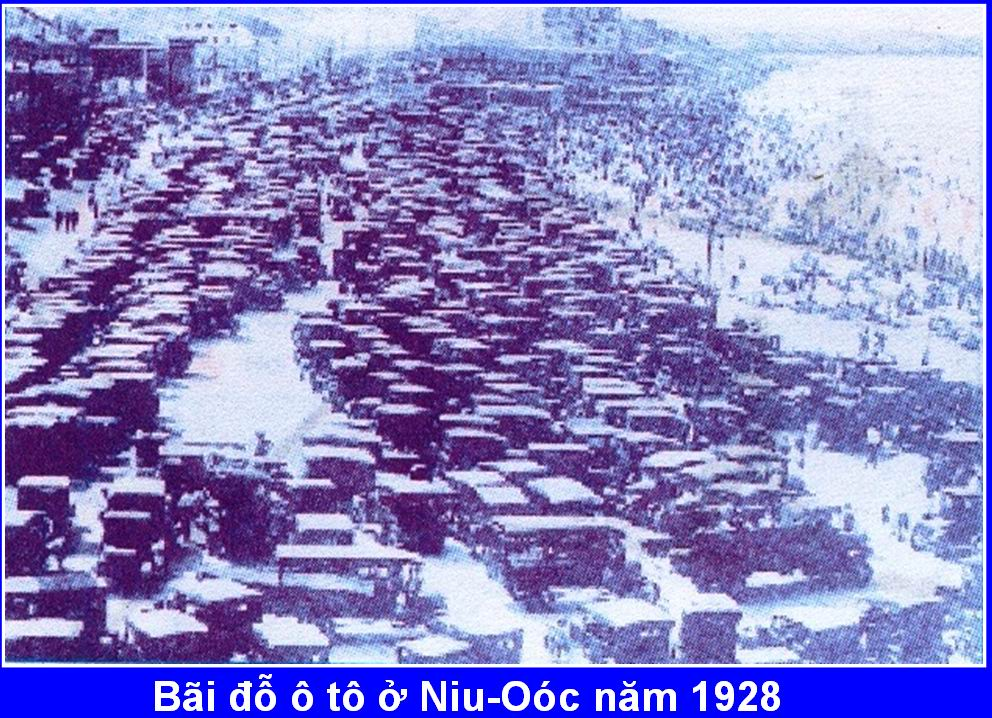 Bãi đỗ ô tô ở Niu-Oóc năm 1928